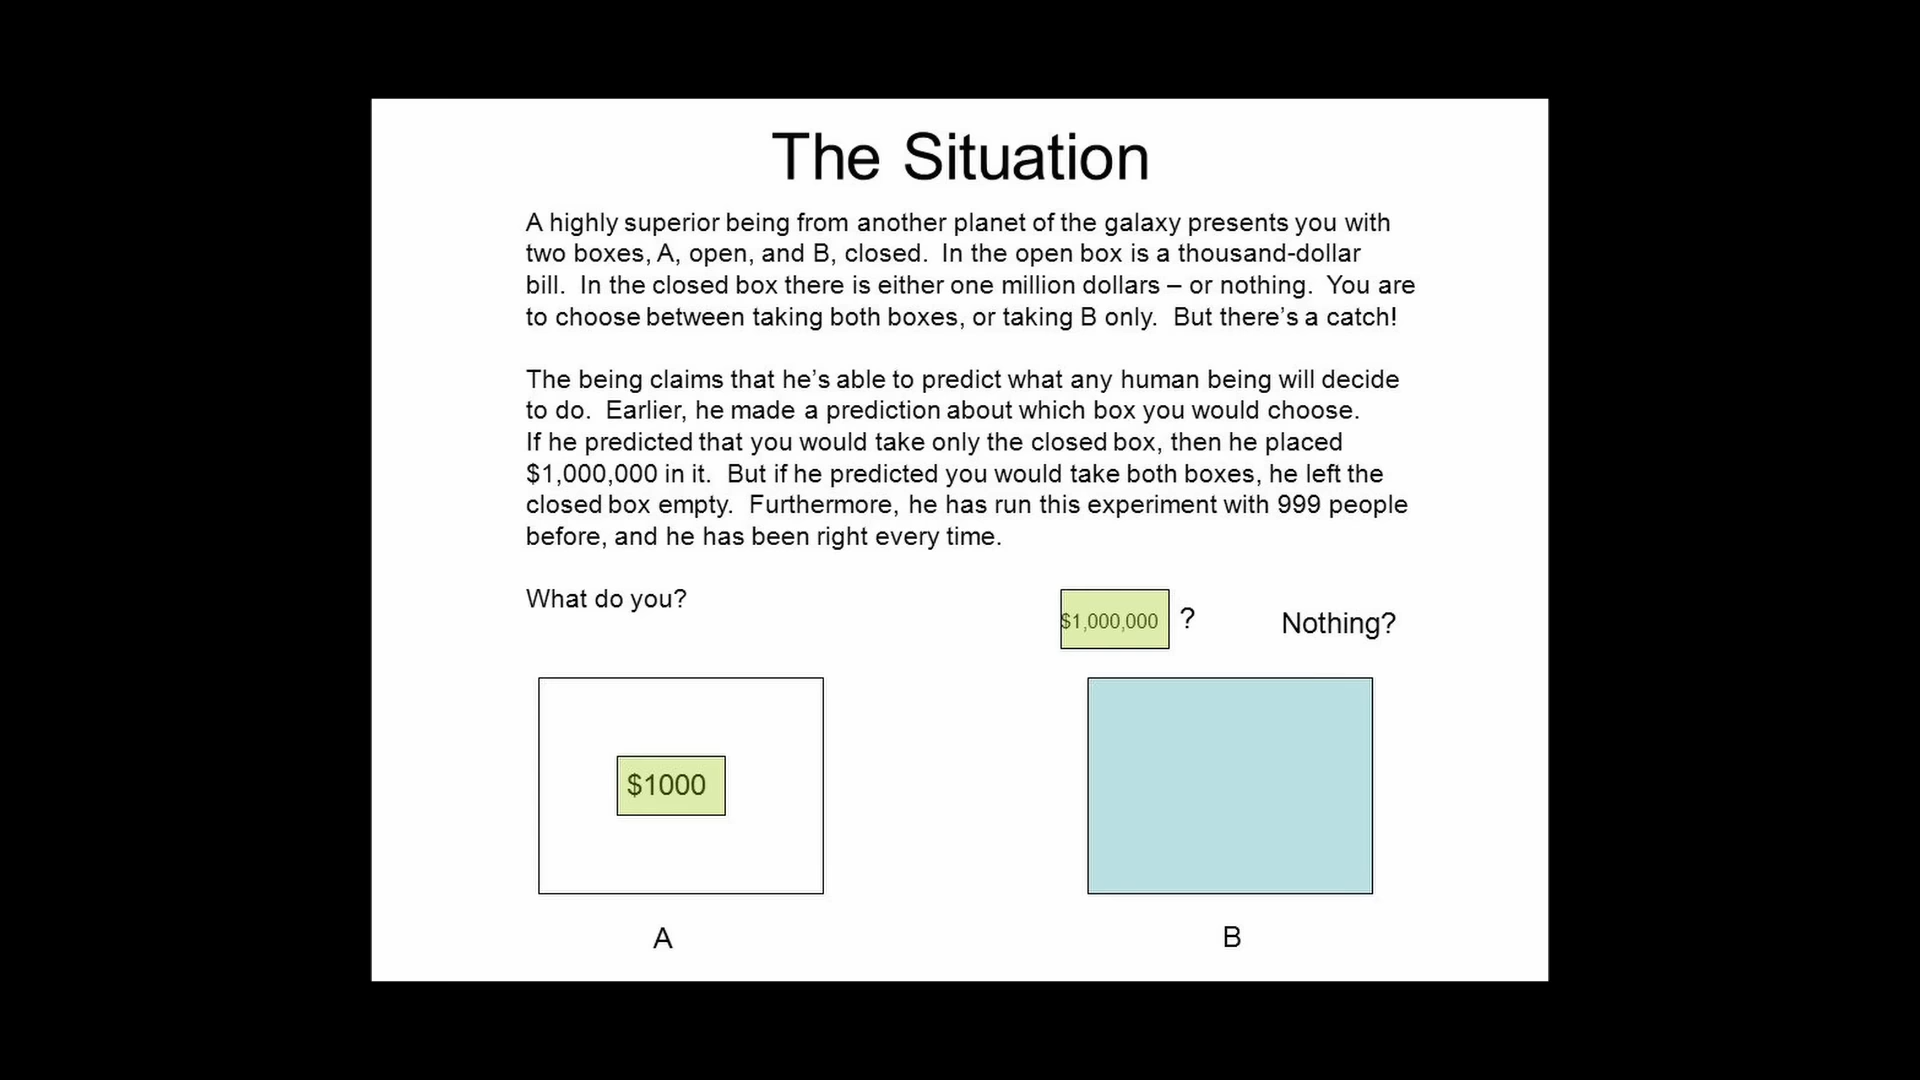 The Situation
A highly superior being from another planet of the galaxy presents you with
two boxes, A, open, and B, closed.  In the open box is a thousand-dollar
bill.  In the closed box there is either one million dollars – or nothing.  You are
to choose between taking both boxes, or taking B only.  But there’s a catch!
The being claims that he’s able to predict what any human being will decide
to do.  Earlier, he made a prediction about which box you would choose.
If he predicted that you would take only the closed box, then he placed
$1,000,000 in it.  But if he predicted you would take both boxes, he left the
closed box empty.  Furthermore, he has run this experiment with 999 people
before, and he has been right every time.
What do you?
$1,000,000 ? Nothing?
$1000
A B